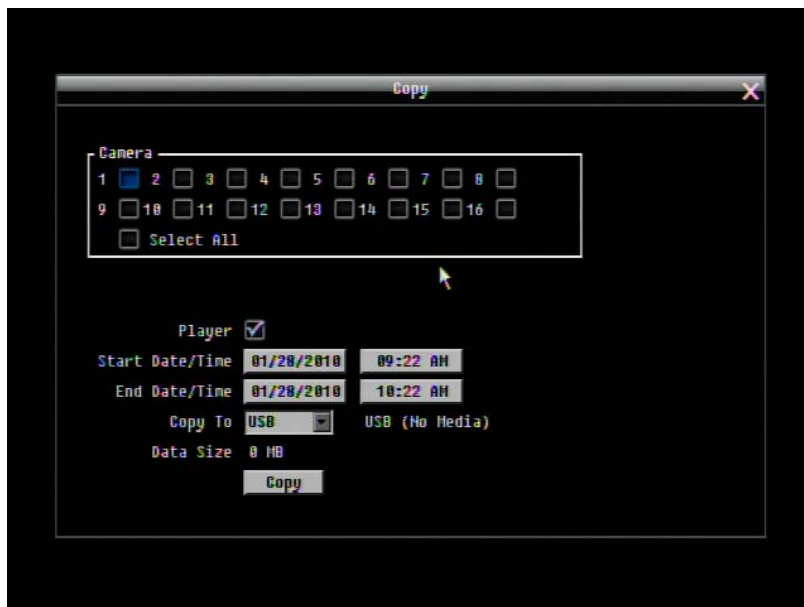 Copy X
Camera
1 2 3 4 5 6 7 8
9 10 11 12 13 14 15 16
Select All
Player
Start Date/Time 01/28/2010 09:22 AM
End Date/Time 01/28/2010 10:22 AM
Copy To USB USB (No Media)
Data Size 0 MB
Copy